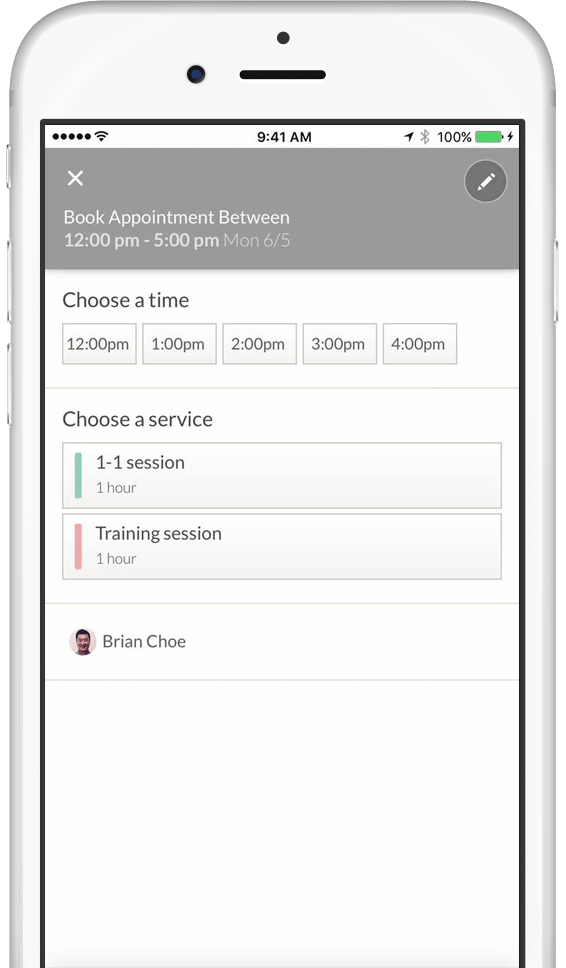 9:41 AM 100%
Book Appointment Between
12:00 pm - 5:00 pm Mon 6/5
Choose a time
12:00pm 1:00pm 2:00pm 3:00pm 4:00pm
Choose a service
1-1 session
1 hour
Training session
1 hour
Brian Choe